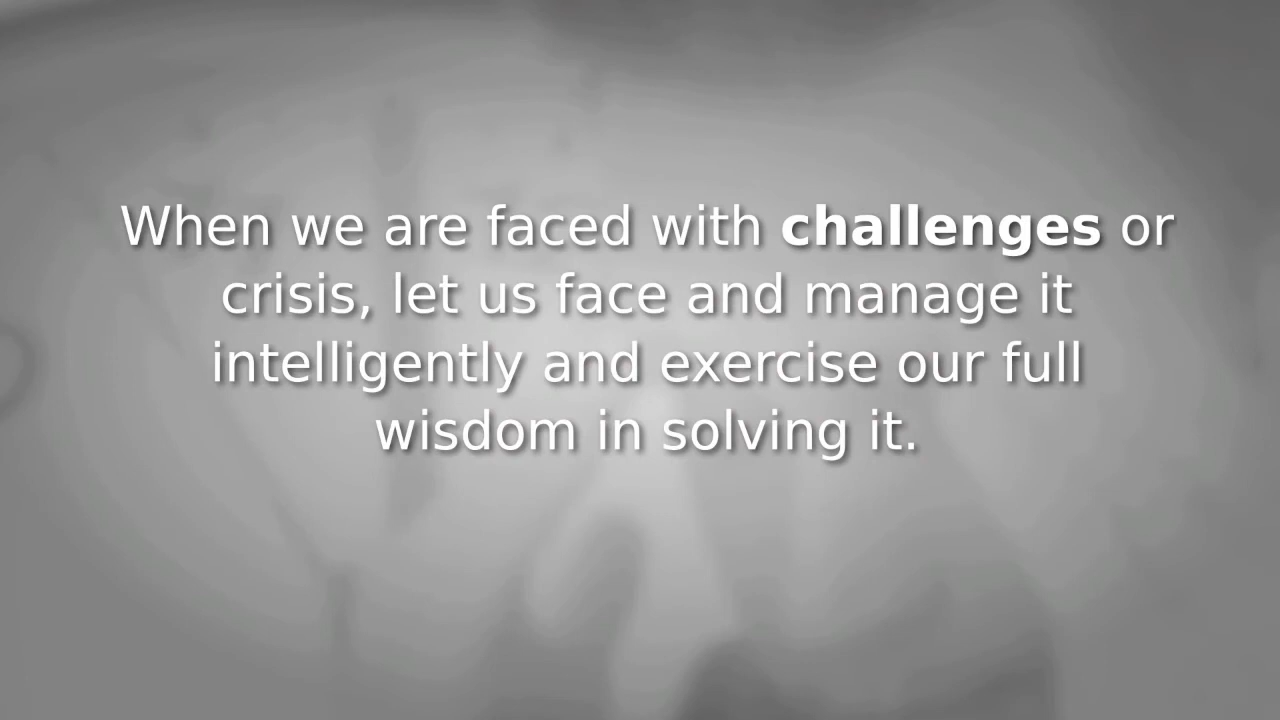 When we are faced with challenges or
crisis, let us face and manage it
intelligently and exercise our full
wisdom in solving it.